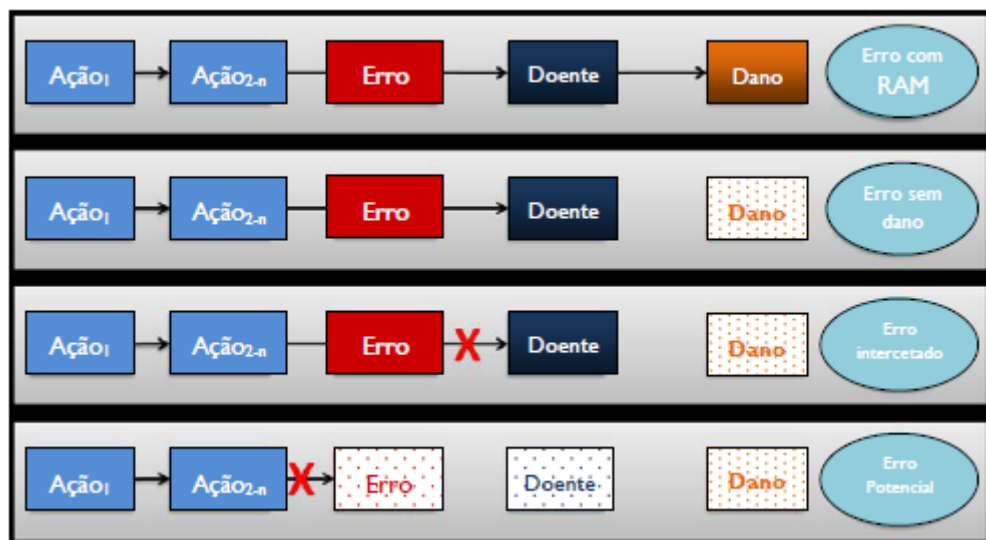 Ação₁ Ação₂₋ₙ Erro Doente Dano Erro com
RAM
Ação₁ Ação₂₋ₙ Erro Doente Dano Erro sem
dano
Ação₁ Ação₂₋ₙ Erro X Doente Dano Erro
intercetado
Ação₁ Ação₂₋ₙ X Erro Doente Dano Erro
Potencial